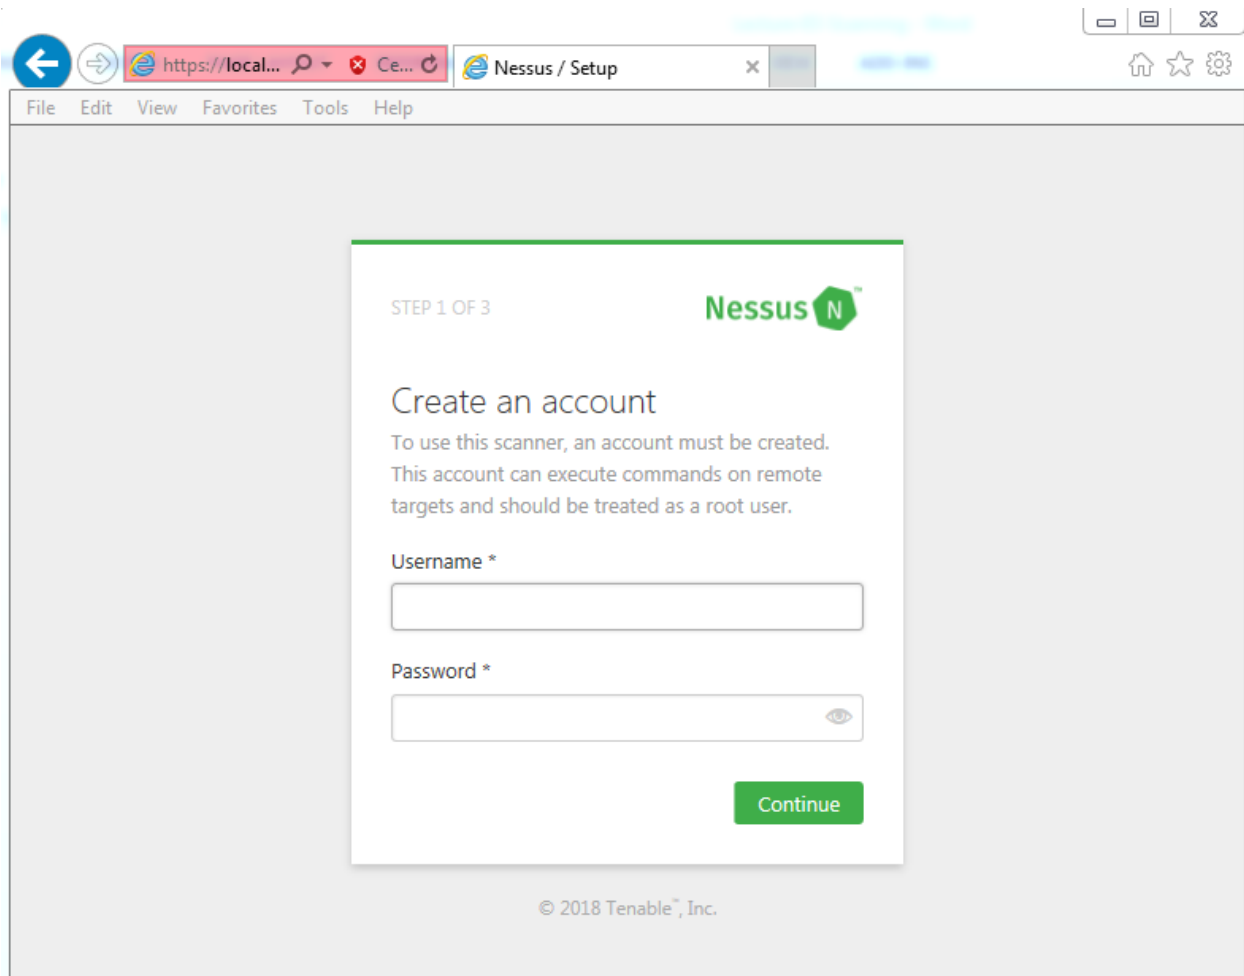 https://local...
Ce...
Nessus / Setup
File Edit View Favorites Tools Help
STEP 1 OF 3
Nessus N™
Create an account
To use this scanner, an account must be created.
This account can execute commands on remote
targets and should be treated as a root user.
Username *
Password *
Continue
© 2018 Tenable™, Inc.